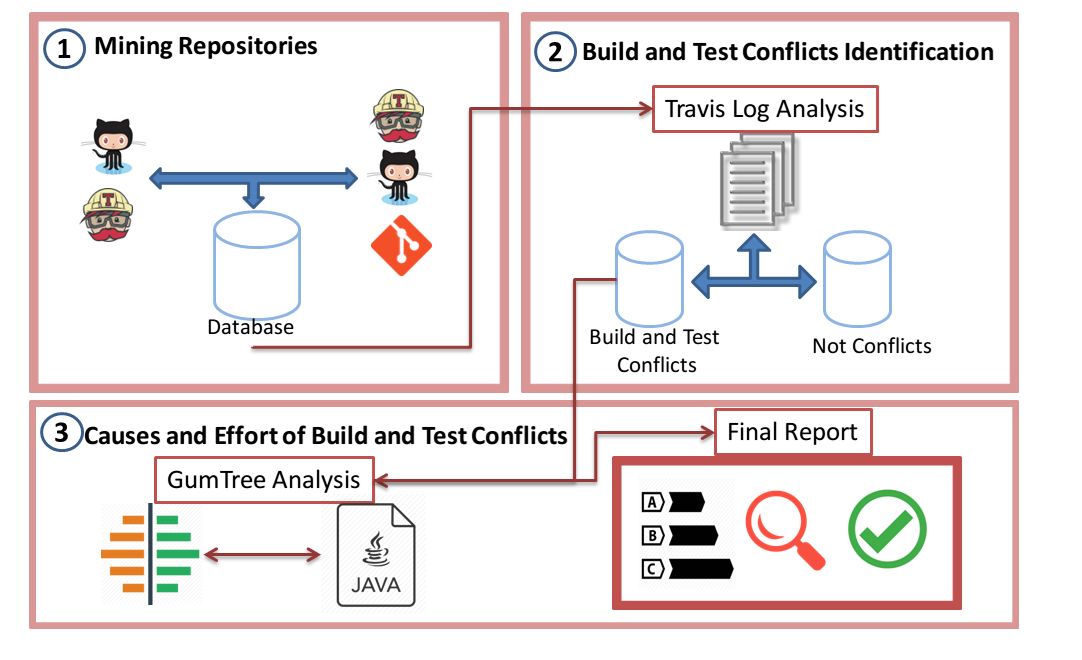 1 Mining Repositories
T
T
Database
2 Build and Test Conflicts Identification
Travis Log Analysis
Build and Test
Conflicts
Not Conflicts
3 Causes and Effort of Build and Test Conflicts
GumTree Analysis
JAVA
Final Report
A
B
C